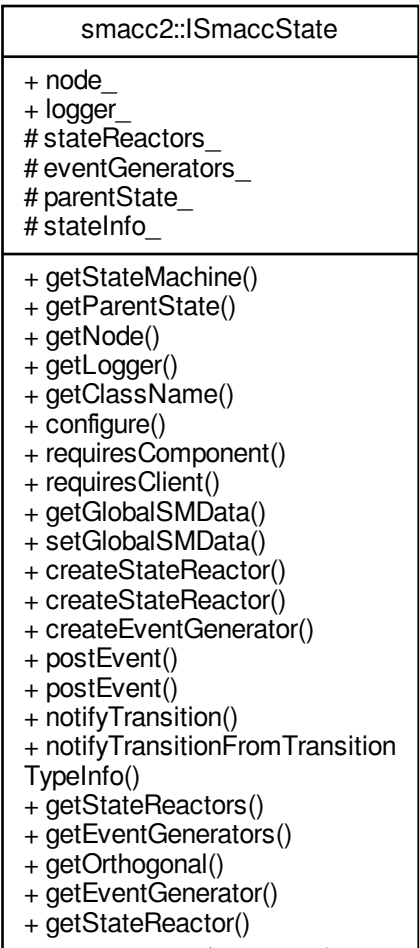 smacc2::ISmaccState
+ node_
+ logger_
# stateReactors_
# eventGenerators_
# parentState_
# stateInfo_
+ getStateMachine()
+ getParentState()
+ getNode()
+ getLogger()
+ getClassName()
+ configure()
+ requiresComponent()
+ requiresClient()
+ getGlobalSMData()
+ setGlobalSMData()
+ createStateReactor()
+ createStateReactor()
+ createEventGenerator()
+ postEvent()
+ postEvent()
+ notifyTransition()
+ notifyTransitionFromTransition
TypeInfo()
+ getStateReactors()
+ getEventGenerators()
+ getOrthogonal()
+ getEventGenerator()
+ getStateReactor()